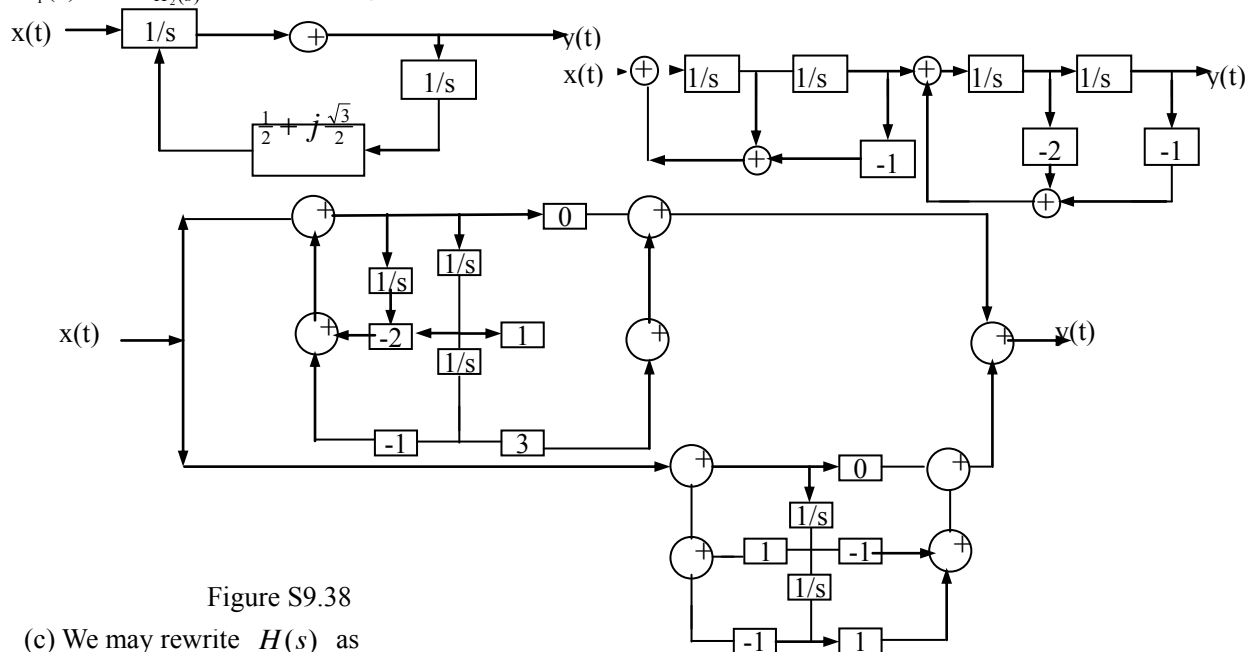 x(t) 1/s + y(t)
1/s
1/2 + j √3/2
x(t) + 1/s 1/s + 1/s 1/s y(t)
+ -1 -2 -1
+
+ 0 +
1/s 1/s
x(t) + -2 1 + + y(t)
1/s
-1 3
+ 0 +
1/s
+ 1 -1 +
1/s
-1 1
Figure S9.38
(c) We may rewrite H(s) as